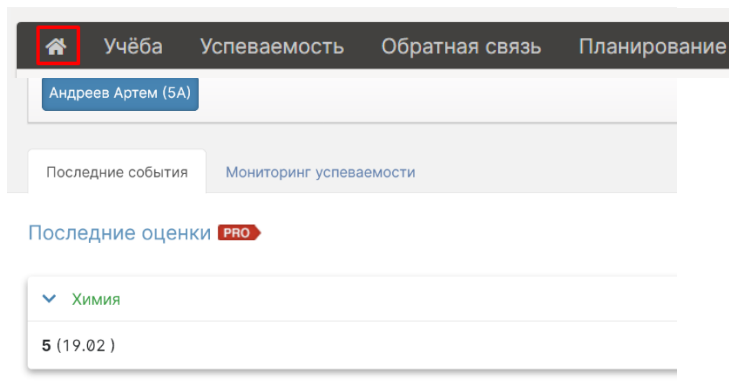 Учёба Успеваемость Обратная связь Планирование
Андреев Артем (5А)
Последние события Мониторинг успеваемости
Последние оценки PRO
Химия
5 (19.02 )